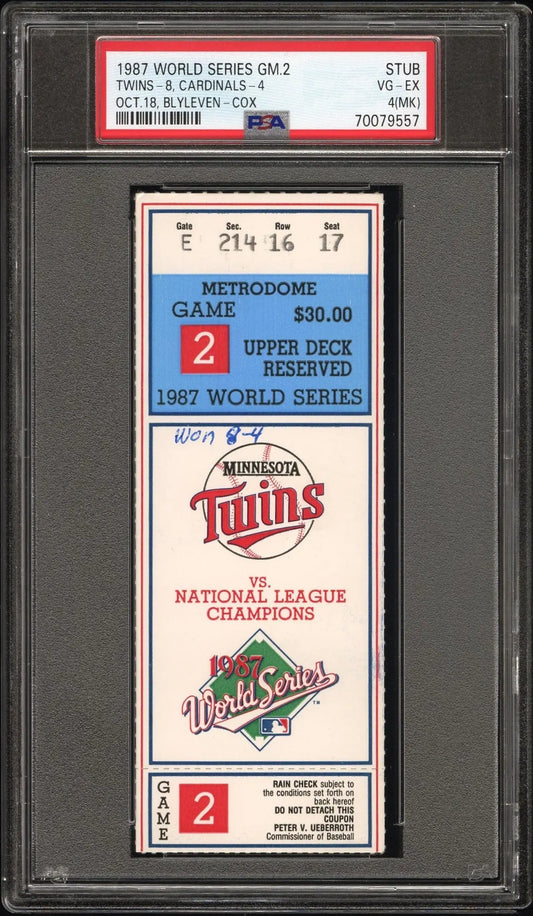 1987 WORLD SERIES GM.2 STUB
TWINS-8, CARDINALS-4 VG-EX
OCT.18, BLYLEVEN-COX 4(MK)
PSA 70079557
Gate Sec. Row Seat
E 214 16 17
METRODOME
GAME $30.00
2 UPPER DECK
RESERVED
1987 WORLD SERIES
Won 8-4
MINNESOTA
Twins
VS.
NATIONAL LEAGUE
CHAMPIONS
1987
World Series
TM
GAME
2
RAIN CHECK subject to
the conditions set forth on
back hereof
DO NOT DETACH THIS
COUPON
PETER V. UEBERROTH
Commissioner of Baseball